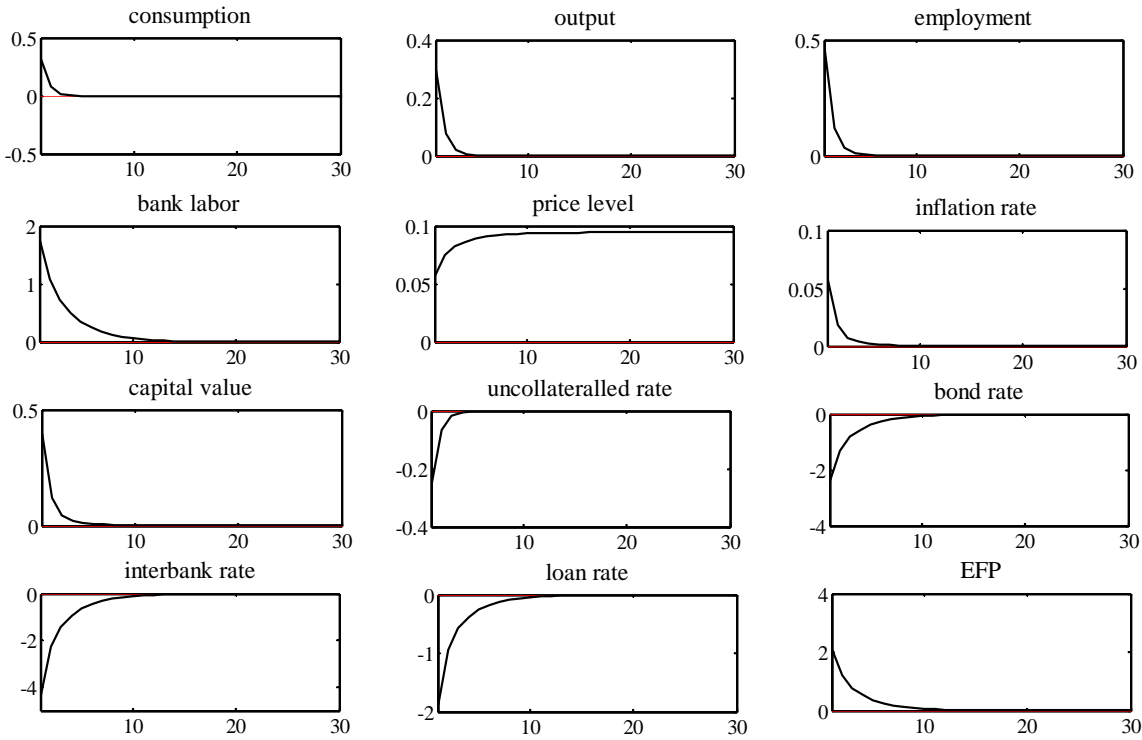 consumption output employment
0.5 0.4 0.5
0 0.2
-0.5 0 0
10 20 30 10 20 30 10 20 30
bank labor price level inflation rate
2 0.1 0.1
1 0.05 0.05
0 0 0
10 20 30 10 20 30 10 20 30
capital value uncollateralled rate bond rate
0.5 0 0
-0.2 -2
0 -0.4 -4
10 20 30 10 20 30 10 20 30
interbank rate loan rate EFP
0 0 4
-2 -1 2
-4 -2 0
10 20 30 10 20 30 10 20 30